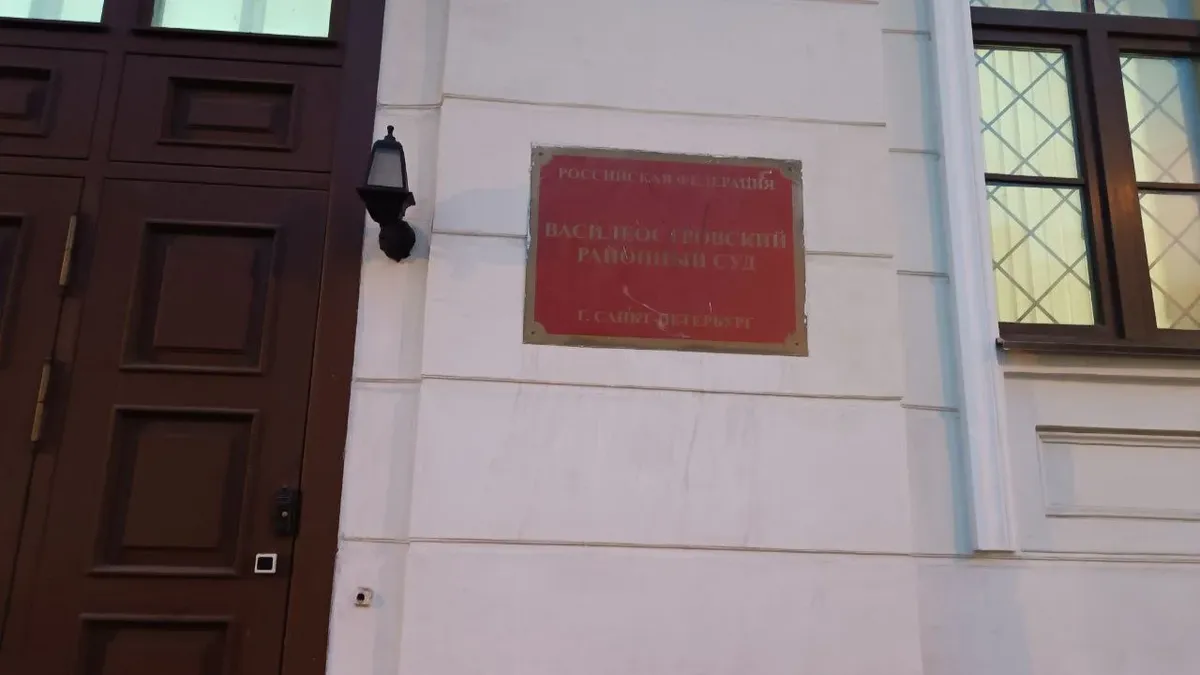 РОССИЙСКАЯ ФЕДЕРАЦИЯ
ВАСИЛЕОСТРОВСКИЙ
РАЙОННЫЙ СУД
Г. САНКТ-ПЕТЕРБУРГ